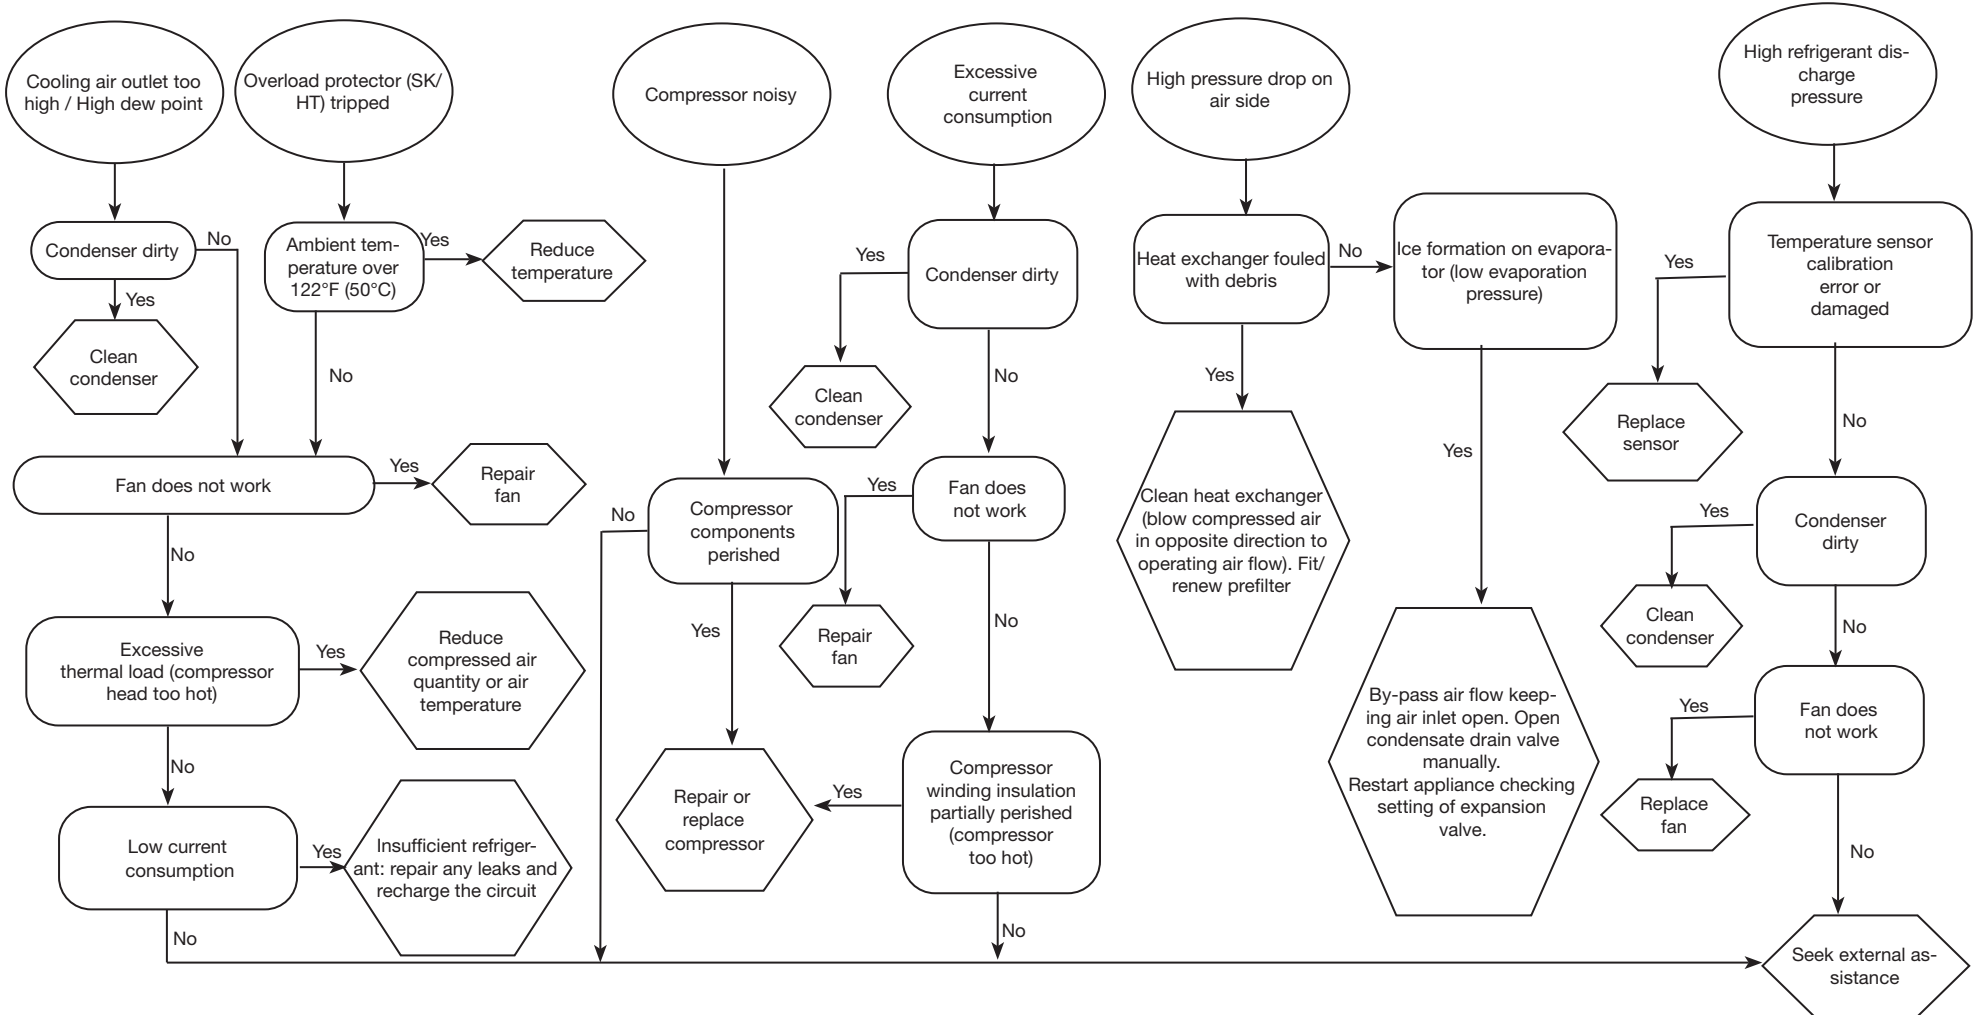 Cooling air outlet too
high / High dew point
Condenser dirty
No
Yes
Clean
condenser
Overload protector (SK/
HT) tripped
Ambient tem-
perature over
122°F (50°C)
Yes
Reduce
temperature
No
Fan does not work
Yes
Repair
fan
No
Excessive
thermal load (compressor
head too hot)
Yes
Reduce
compressed air
quantity or air
temperature
No
Low current
consumption
Yes
Insufficient refriger-
ant: repair any leaks and
recharge the circuit
No
Compressor noisy
Compressor
components
perished
No
Yes
Repair or
replace
compressor
Excessive
current
consumption
Condenser dirty
Yes
Clean
condenser
No
Fan does
not work
Yes
Repair
fan
No
Compressor
winding insulation
partially perished
(compressor
too hot)
Yes
No
High pressure drop on
air side
Heat exchanger fouled
with debris
No
Yes
Clean heat exchanger
(blow compressed air
in opposite direction to
operating air flow). Fit/
renew prefilter
Ice formation on evapora-
tor (low evaporation
pressure)
Yes
By-pass air flow keep-
ing air inlet open. Open
condensate drain valve
manually.
Restart appliance checking
setting of expansion
valve.
High refrigerant dis-
charge
pressure
Temperature sensor
calibration
error or
damaged
Yes
Replace
sensor
No
Condenser
dirty
Yes
Clean
condenser
No
Fan does
not work
Yes
Replace
fan
No
Seek external as-
sistance